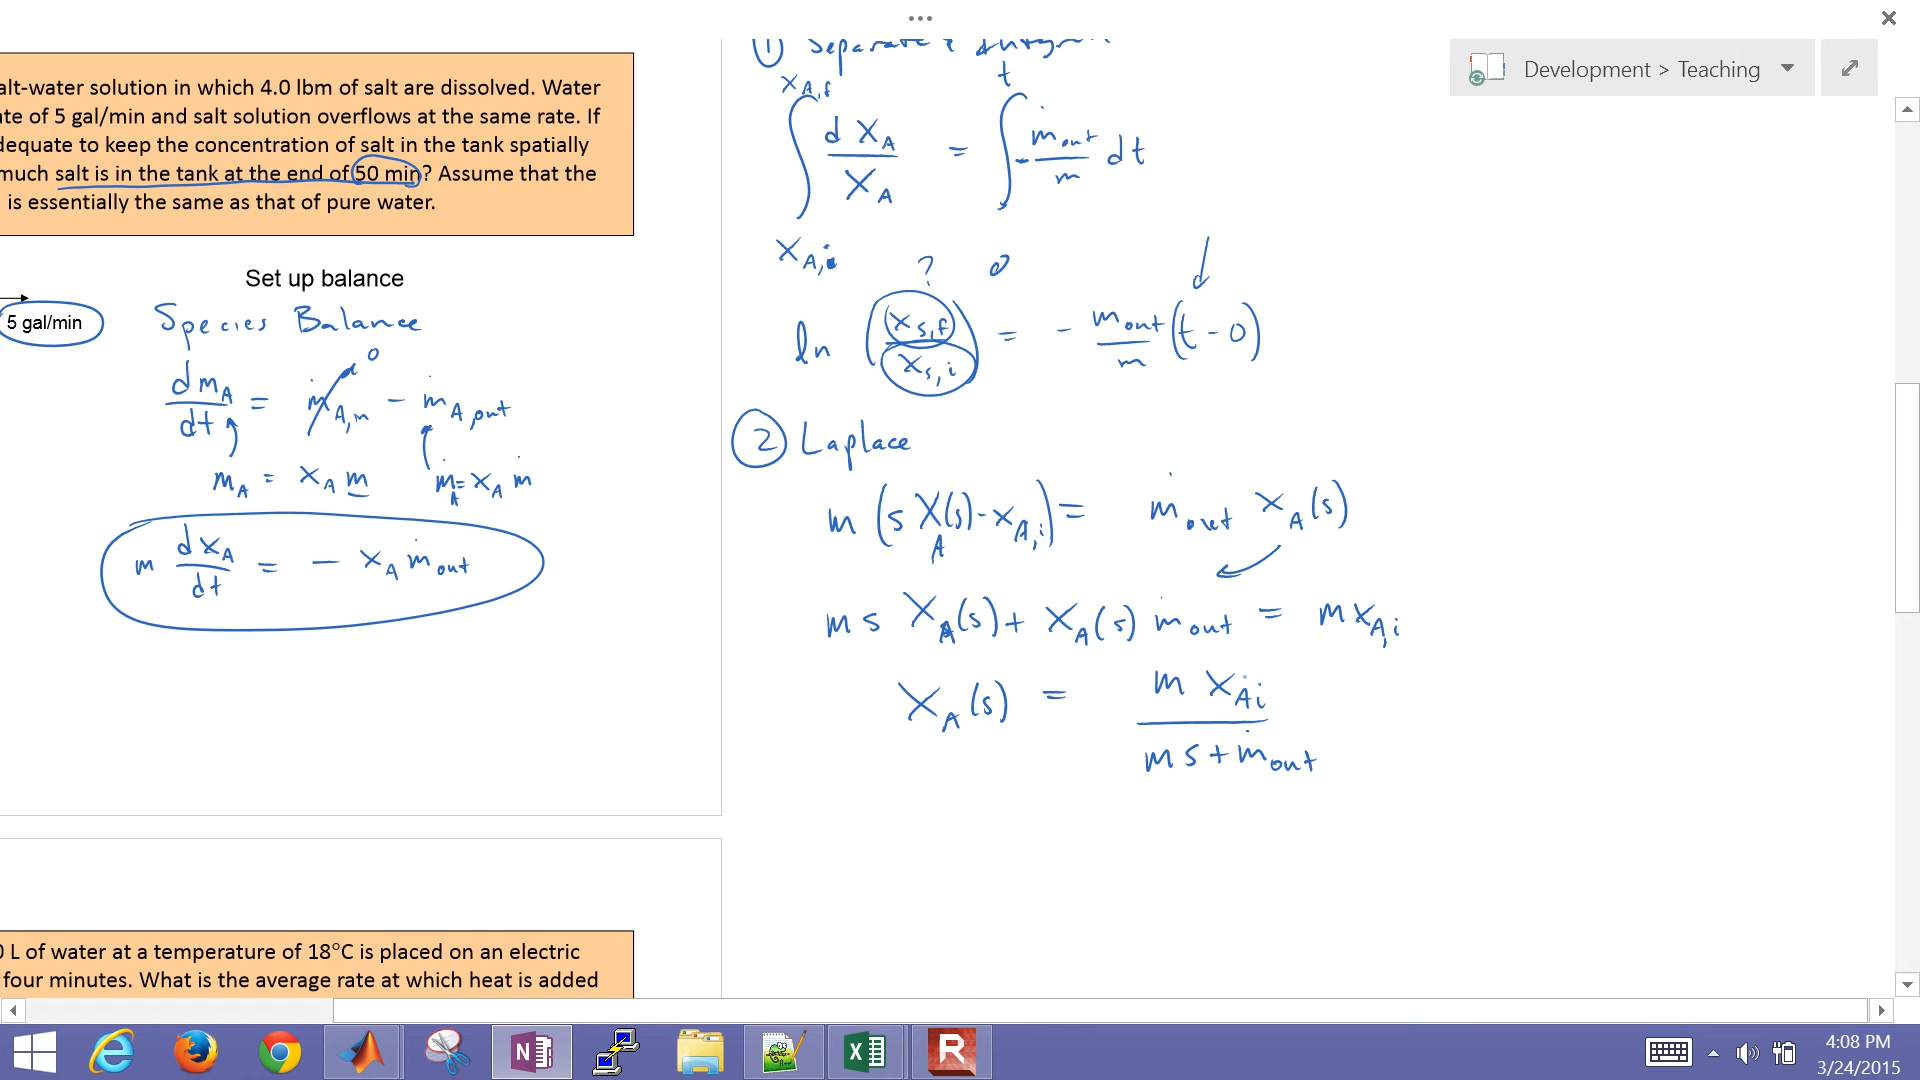 alt-water solution in which 4.0 lbm of salt are dissolved. Water
ate of 5 gal/min and salt solution overflows at the same rate. If
dequate to keep the concentration of salt in the tank spatially
much salt is in the tank at the end of 50 min? Assume that the
is essentially the same as that of pure water.
Set up balance
5 gal/min
Species Balance
dm_A/dt = ṁ_A,in 0 - ṁ_A,out
m_A = x_A m
ṁ_A = x_A ṁ
m dx_A/dt = - x_A ṁ_out
0 L of water at a temperature of 18°C is placed on an electric
four minutes. What is the average rate at which heat is added
① Separate &
∫_{x_A,i}^{x_A,f} dx_A/x_A = ∫_0^t - ṁ_out/m dt
?
ln (x_s,f/x_s,i) = - m_out/m (t - 0)
② Laplace
m (s X_A(s) - x_A,i) = ṁ_out X_A(s)
m s X_A(s) + X_A(s) ṁ_out = m x_A,i
X_A(s) = m x_Ai / (m s + ṁ_out)
Development > Teaching
N
X
R
4:08 PM
3/24/2015